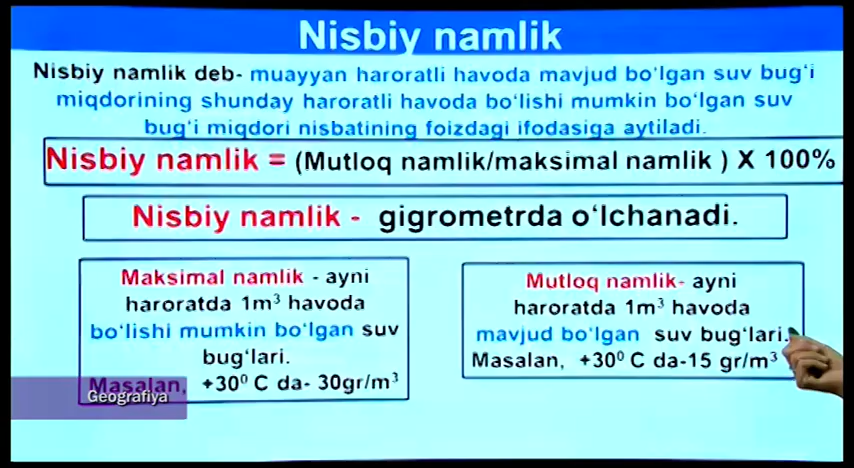 Nisbiy namlik
Nisbiy namlik deb- muayyan haroratli havoda mavjud bo‘lgan suv bug‘i
miqdorining shunday haroratli havoda bo‘lishi mumkin bo‘lgan suv
bug‘i miqdori nisbatining foizdagi ifodasiga aytiladi.
Nisbiy namlik = (Mutloq namlik/maksimal namlik ) X 100%
Nisbiy namlik - gigrometrda o‘lchanadi.
Maksimal namlik - ayni
haroratda 1m³ havoda
bo‘lishi mumkin bo‘lgan suv
bug‘lari.
Masalan, +30⁰ C da- 30gr/m³
Mutloq namlik- ayni
haroratda 1m³ havoda
mavjud bo‘lgan suv bug‘lari.
Masalan, +30⁰ C da-15 gr/m³
Geografiya